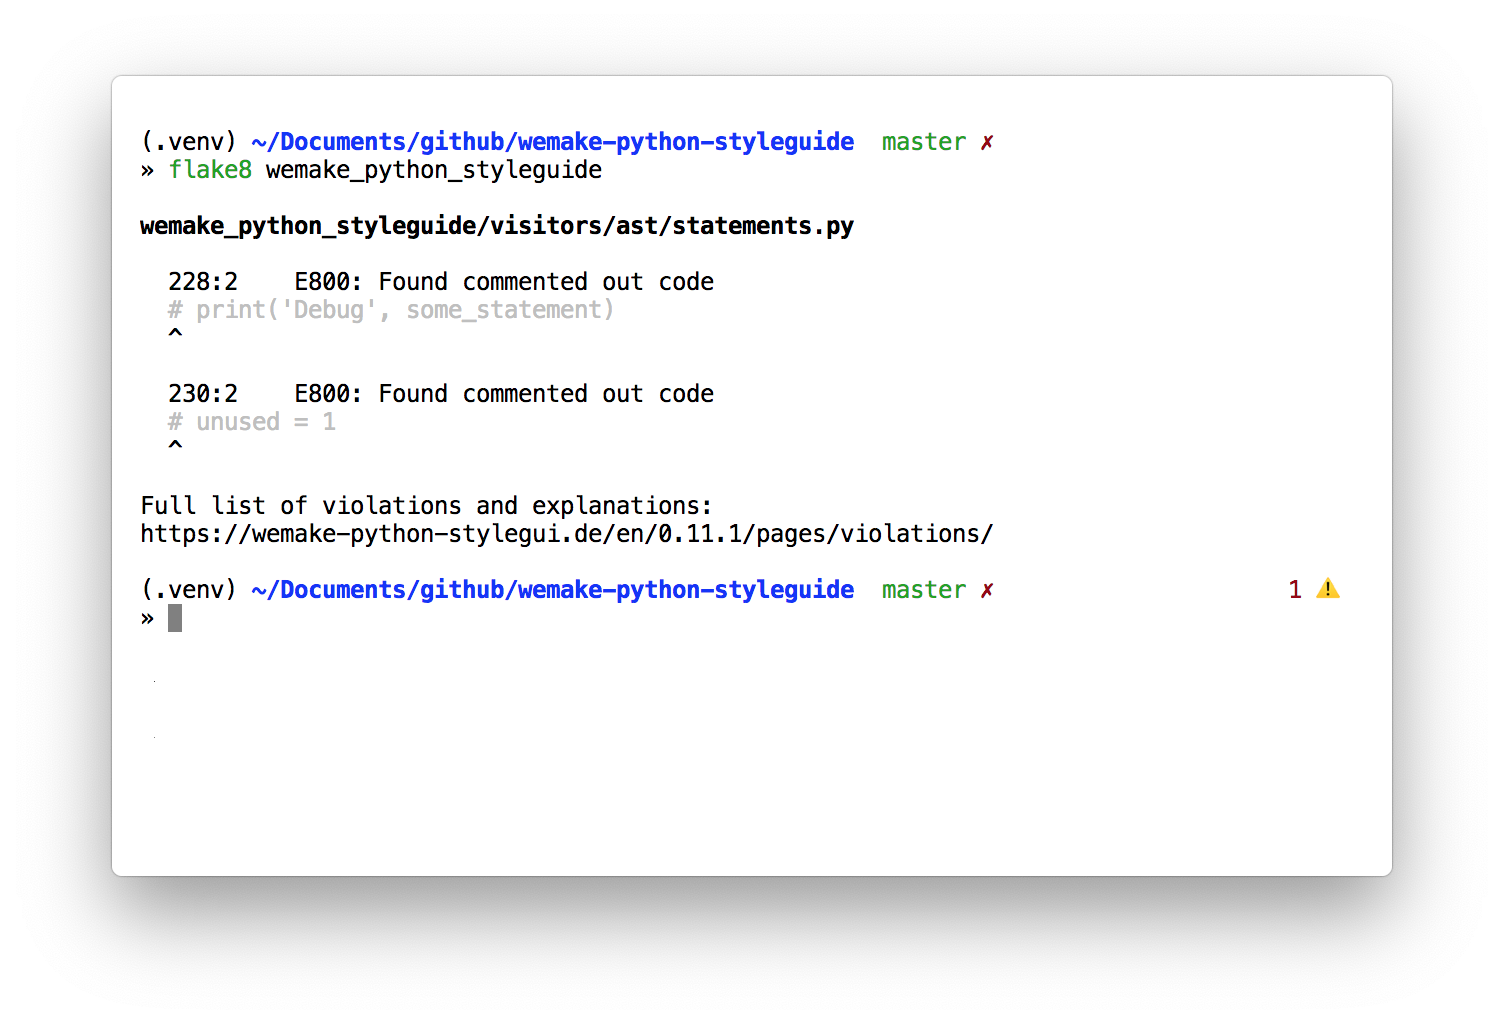 (.venv) ~/Documents/github/wemake-python-styleguide  master ✗
» flake8 wemake_python_styleguide
wemake_python_styleguide/visitors/ast/statements.py
228:2    E800: Found commented out code
# print('Debug', some_statement)
^
230:2    E800: Found commented out code
# unused = 1
^
Full list of violations and explanations:
https://wemake-python-stylegui.de/en/0.11.1/pages/violations/
(.venv) ~/Documents/github/wemake-python-styleguide  master ✗ 1 ⚠️
»